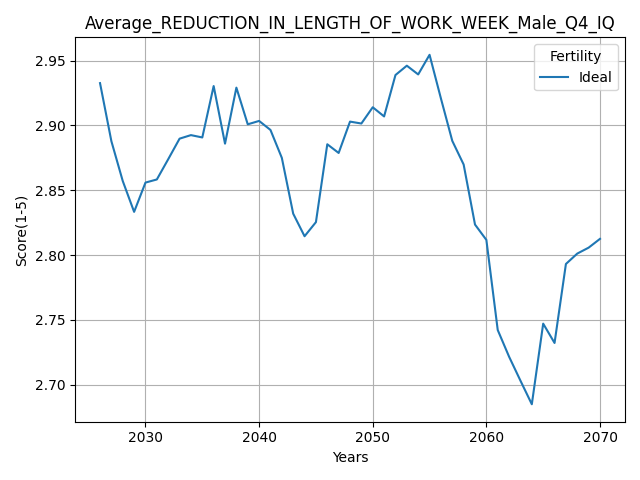 Average_REDUCTION_IN_LENGTH_OF_WORK_WEEK_Male_Q4_IQ
Fertility
Ideal
Score(1-5)
2.95
2.90
2.85
2.80
2.75
2.70
2030 2040 2050 2060 2070
Years